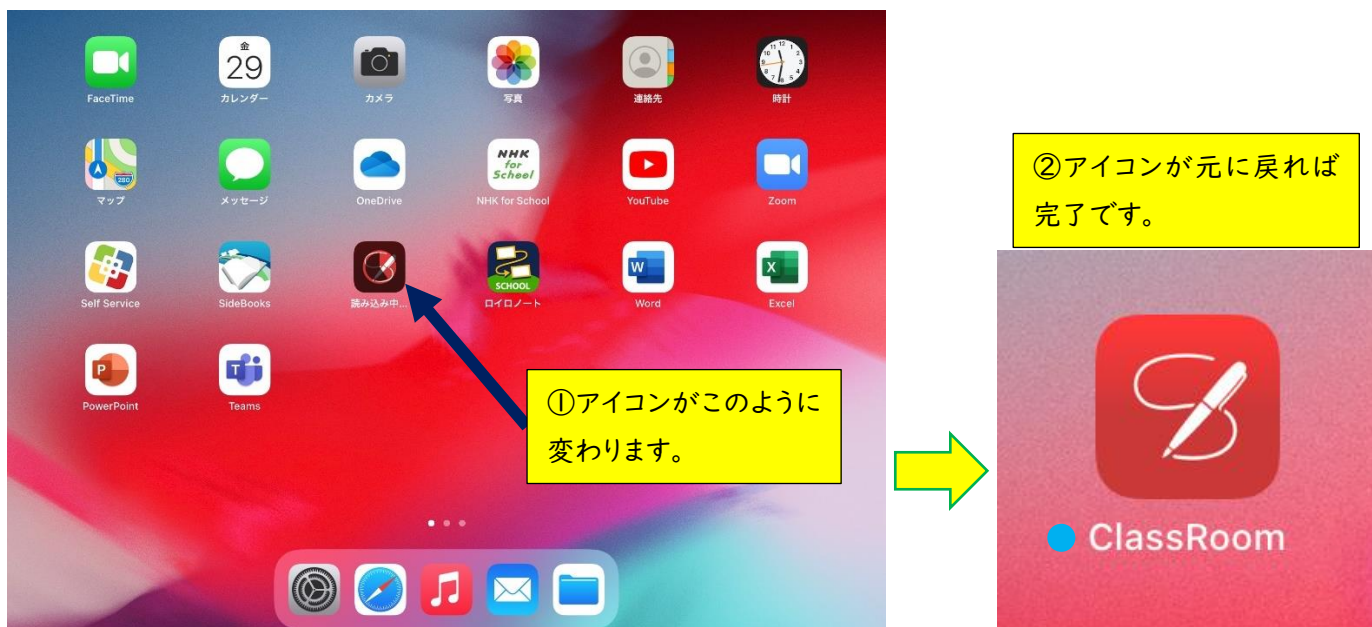 金
29
FaceTime
カレンダー
カメラ
写真
連絡先
時計
280
NHK
for
School
マップ
メッセージ
OneDrive
NHK for School
YouTube
Zoom
SCHOOL
W
X
Self Service
SideBooks
読み込み中...
ロイロノート
Word
Excel
P
T
PowerPoint
Teams
①アイコンがこのように
変わります。
②アイコンが元に戻れば
完了です。
ClassRoom